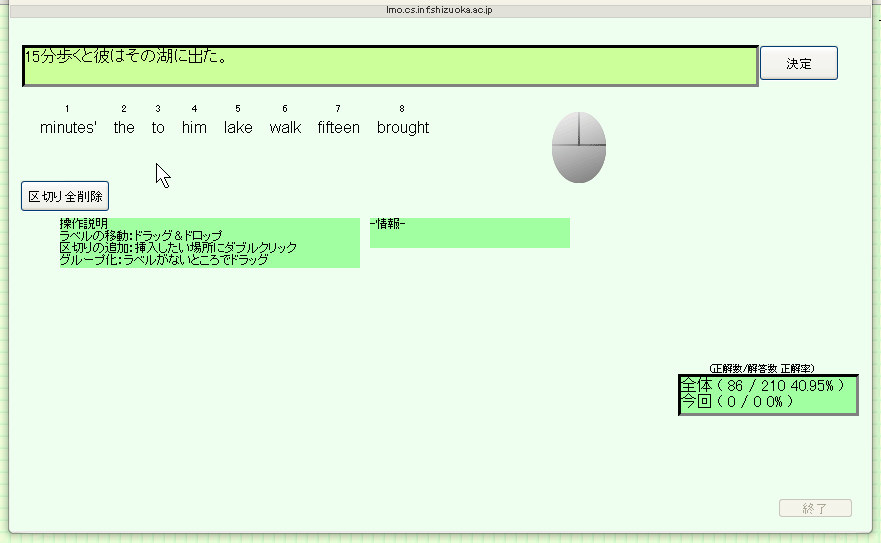 lmo.cs.inf.shizuoka.ac.jp
15分歩くと彼はその湖に出た。
決定
1 2 3 4 5 6 7 8
minutes' the to him lake walk fifteen brought
区切り全削除
操作説明
ラベルの移動：ドラッグ＆ドロップ
区切りの追加：挿入したい場所にダブルクリック
グループ化：ラベルがないところでドラッグ
-情報-
(正解数/解答数 正解率)
全体 ( 86 / 210 40.95% )
今回 ( 0 / 0 0% )
終了